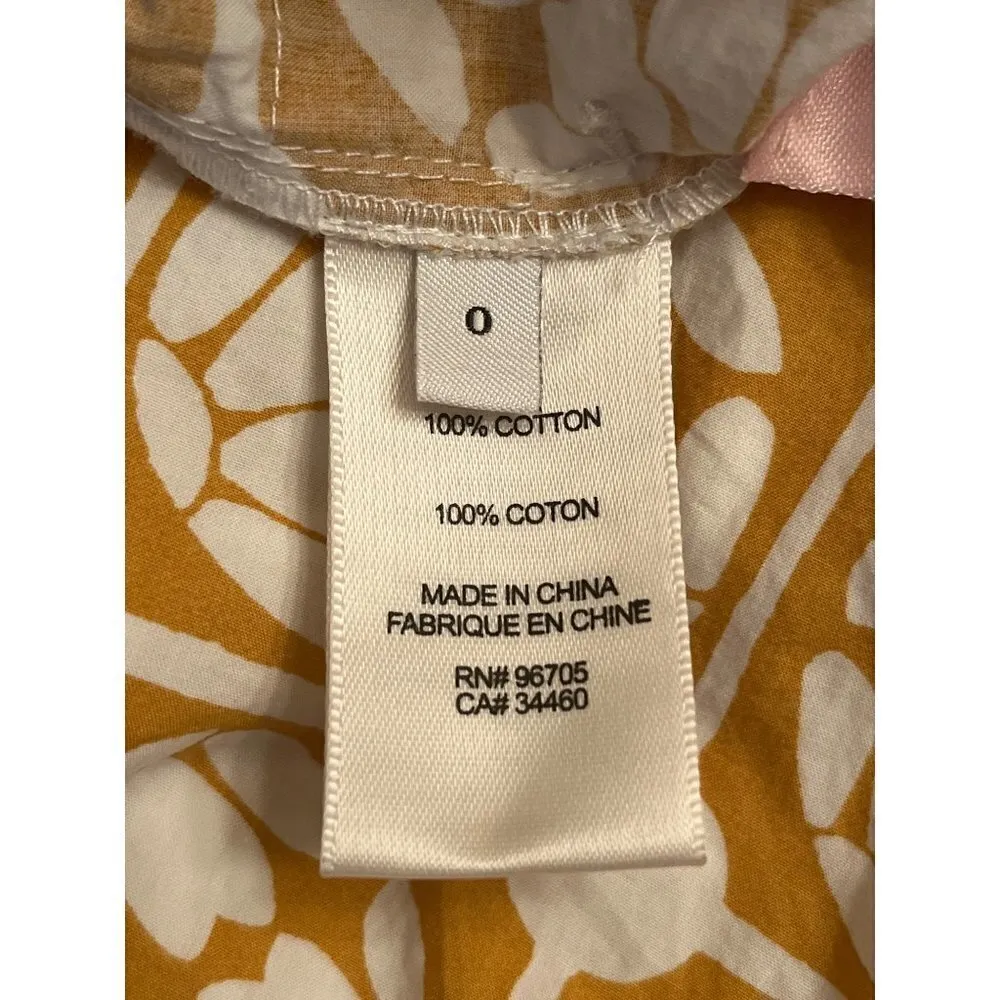 0
100% COTTON
100% COTON
MADE IN CHINA
FABRIQUE EN CHINE
RN# 96705
CA# 34460